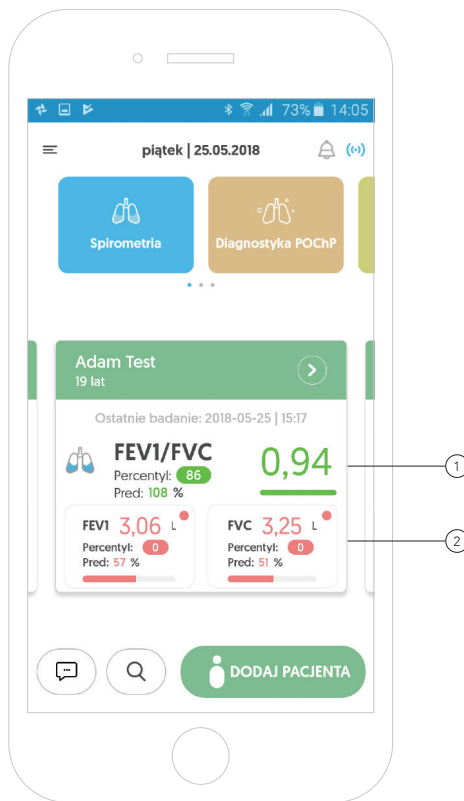 73% 14:05
piątek | 25.05.2018
Spirometria
Diagnostyka POChP
Adam Test
19 lat
Ostatnie badanie: 2018-05-25 | 15:17
FEV1/FVC
0,94
Percentyl: 86
Pred: 108 %
1
FEV1 3,06 L
Percentyl: 0
Pred: 57 %
FVC 3,25 L
Percentyl: 0
Pred: 51 %
2
DODAJ PACJENTA